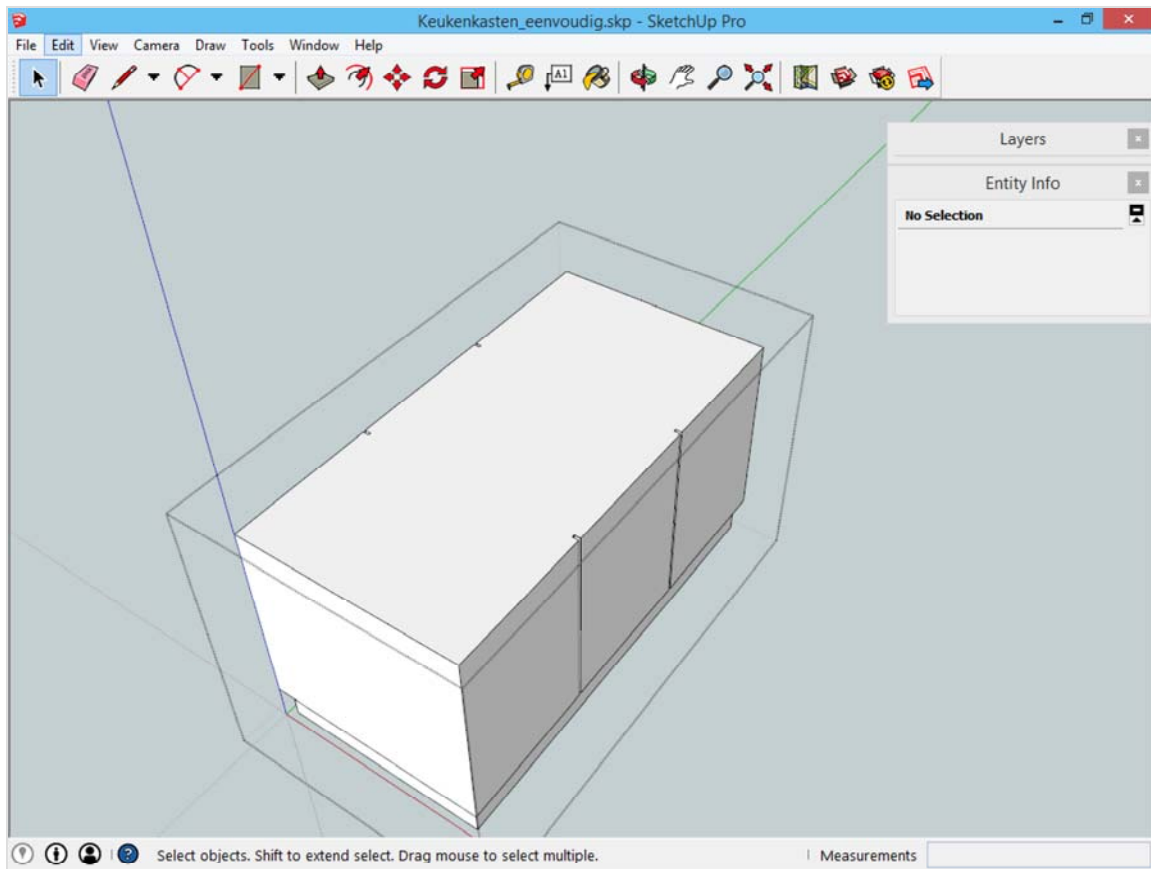 Keukenkasten_eenvoudig.skp - SketchUp Pro
File Edit View Camera Draw Tools Window Help
A1
Layers
Entity Info
No Selection
Select objects. Shift to extend select. Drag mouse to select multiple.
Measurements